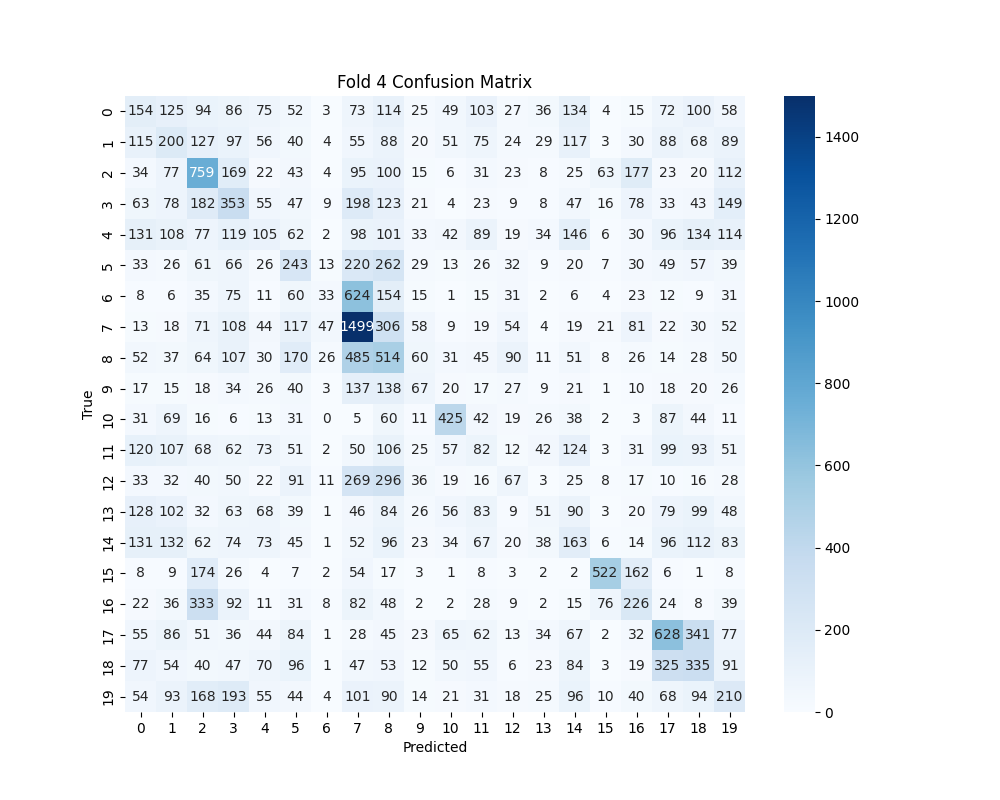 Fold 4 Confusion Matrix
0 154 125 94 86 75 52 3 73 114 25 49 103 27 36 134 4 15 72 100 58
1 115 200 127 97 56 40 4 55 88 20 51 75 24 29 117 3 30 88 68 89
2 34 77 759 169 22 43 4 95 100 15 6 31 23 8 25 63 177 23 20 112
3 63 78 182 353 55 47 9 198 123 21 4 23 9 8 47 16 78 33 43 149
4 131 108 77 119 105 62 2 98 101 33 42 89 19 34 146 6 30 96 134 114
5 33 26 61 66 26 243 13 220 262 29 13 26 32 9 20 7 30 49 57 39
6 8 6 35 75 11 60 33 624 154 15 1 15 31 2 6 4 23 12 9 31
7 13 18 71 108 44 117 47 1499 306 58 9 19 54 4 19 21 81 22 30 52
8 52 37 64 107 30 170 26 485 514 60 31 45 90 11 51 8 26 14 28 50
9 17 15 18 34 26 40 3 137 138 67 20 17 27 9 21 1 10 18 20 26
10 31 69 16 6 13 31 0 5 60 11 425 42 19 26 38 2 3 87 44 11
11 120 107 68 62 73 51 2 50 106 25 57 82 12 42 124 3 31 99 93 51
12 33 32 40 50 22 91 11 269 296 36 19 16 67 3 25 8 17 10 16 28
13 128 102 32 63 68 39 1 46 84 26 56 83 9 51 90 3 20 79 99 48
14 131 132 62 74 73 45 1 52 96 23 34 67 20 38 163 6 14 96 112 83
15 8 9 174 26 4 7 2 54 17 3 1 8 3 2 2 522 162 6 1 8
16 22 36 333 92 11 31 8 82 48 2 2 28 9 2 15 76 226 24 8 39
17 55 86 51 36 44 84 1 28 45 23 65 62 13 34 67 2 32 628 341 77
18 77 54 40 47 70 96 1 47 53 12 50 55 6 23 84 3 19 325 335 91
19 54 93 168 193 55 44 4 101 90 14 21 31 18 25 96 10 40 68 94 210
0 1 2 3 4 5 6 7 8 9 10 11 12 13 14 15 16 17 18 19
Predicted
True
1400
1200
1000
800
600
400
200
0